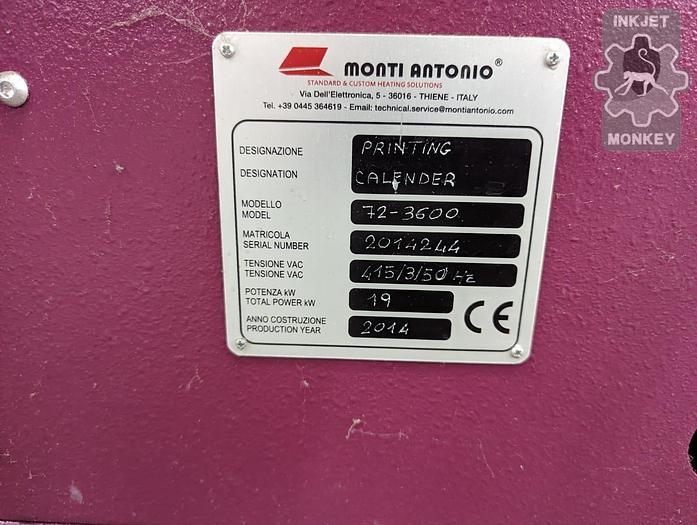 INKJET
MONKEY
MONTI ANTONIO®
STANDARD & CUSTOM HEATING SOLUTIONS
Via Dell'Elettronica, 5 - 36016 - THIENE - ITALY
Tel. +39 0445 364619 - Email: technical.service@montiantonio.com
DESIGNAZIONE PRINTING
DESIGNATION CALENDER
MODELLO
MODEL 72-3600
MATRICOLA
SERIAL NUMBER 2014244
TENSIONE VAC
TENSIONE VAC 415/3/50 Hz
POTENZA kW
TOTAL POWER kW 19
ANNO COSTRUZIONE
PRODUCTION YEAR 2014
CE